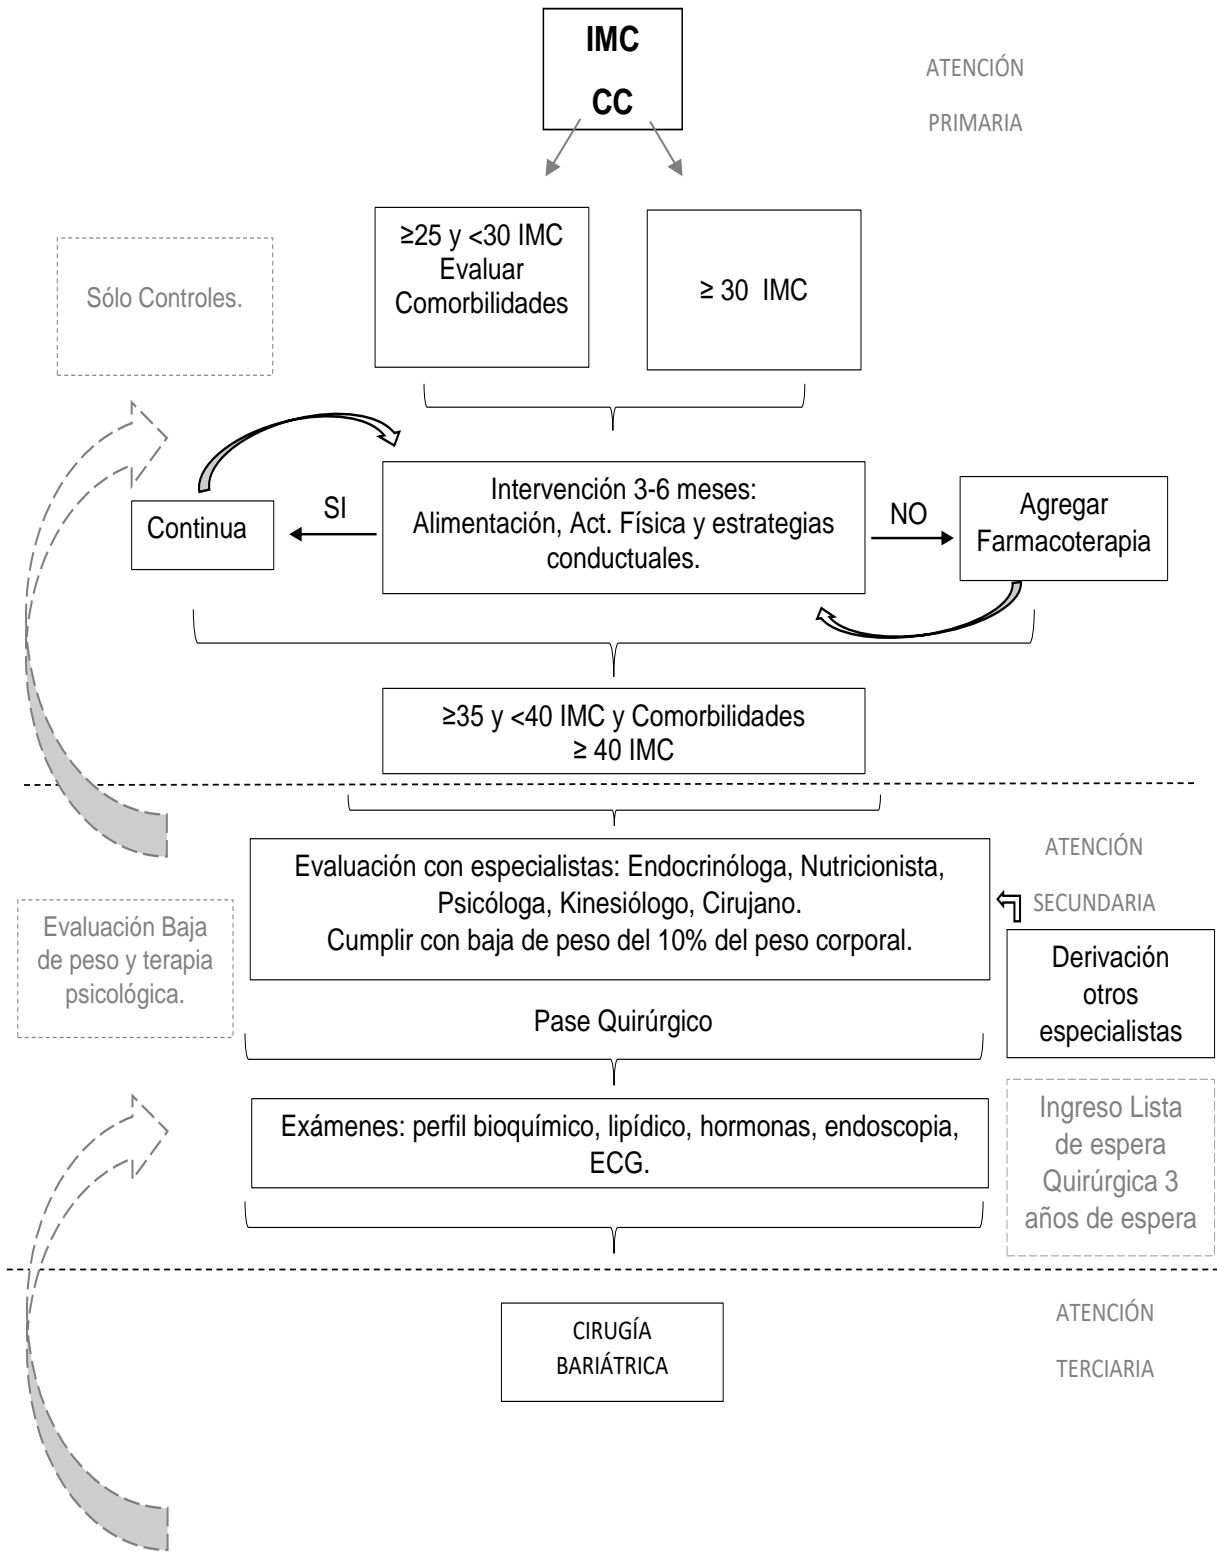 IMC
CC
ATENCIÓN
PRIMARIA
Sólo Controles.
≥25 y <30 IMC
Evaluar
Comorbilidades
≥ 30 IMC
Continua
SI
Intervención 3-6 meses:
Alimentación, Act. Física y estrategias
conductuales.
NO
Agregar
Farmacoterapia
≥35 y <40 IMC y Comorbilidades
≥ 40 IMC
ATENCIÓN
SECUNDARIA
Evaluación con especialistas: Endocrinóloga, Nutricionista,
Psicóloga, Kinesiólogo, Cirujano.
Cumplir con baja de peso del 10% del peso corporal.
Evaluación Baja
de peso y terapia
psicológica.
Derivación
otros
especialistas
Pase Quirúrgico
Exámenes: perfil bioquímico, lipídico, hormonas, endoscopia,
ECG.
Ingreso Lista
de espera
Quirúrgica 3
años de espera
CIRUGÍA
BARIÁTRICA
ATENCIÓN
TERCIARIA